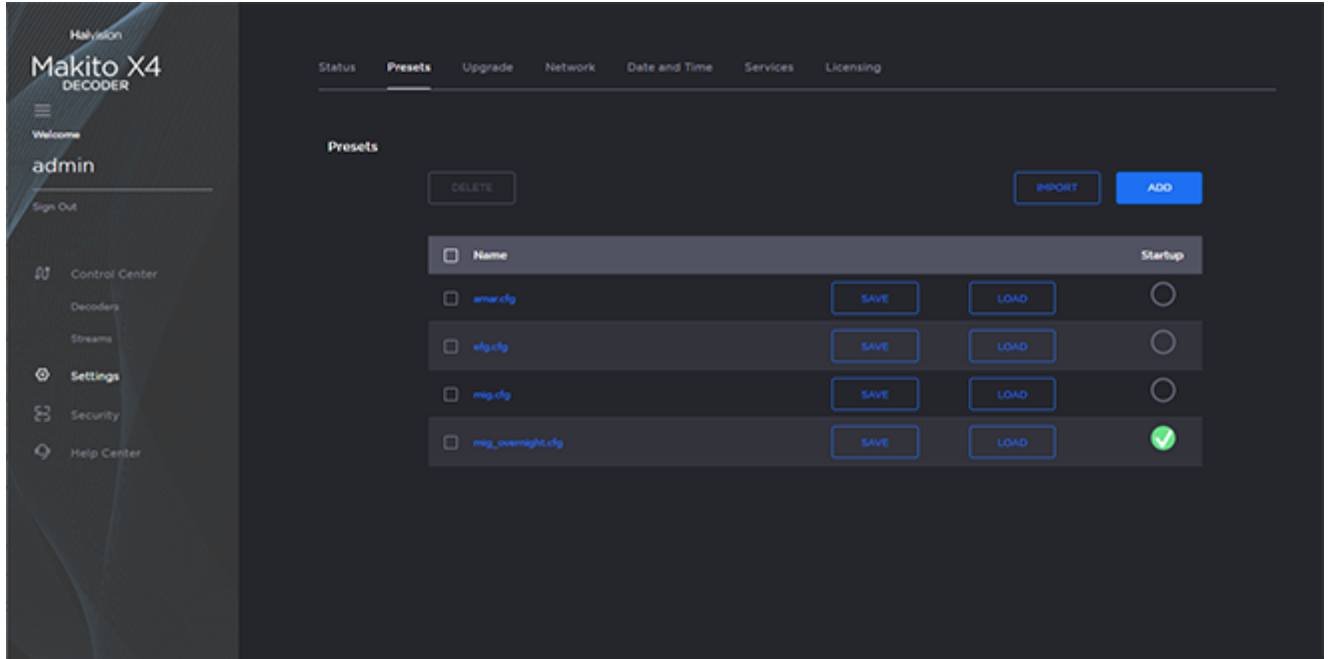 Haivision
Makito X4
DECODER
Welcome
admin
Sign Out
Control Center
Decoders
Streams
Settings
Security
Help Center
Status Presets Upgrade Network Date and Time Services Licensing
Presets
DELETE IMPORT ADD
Name Startup
amar.cfg SAVE LOAD
efg.cfg SAVE LOAD
mig.cfg SAVE LOAD
mig_overnight.cfg SAVE LOAD